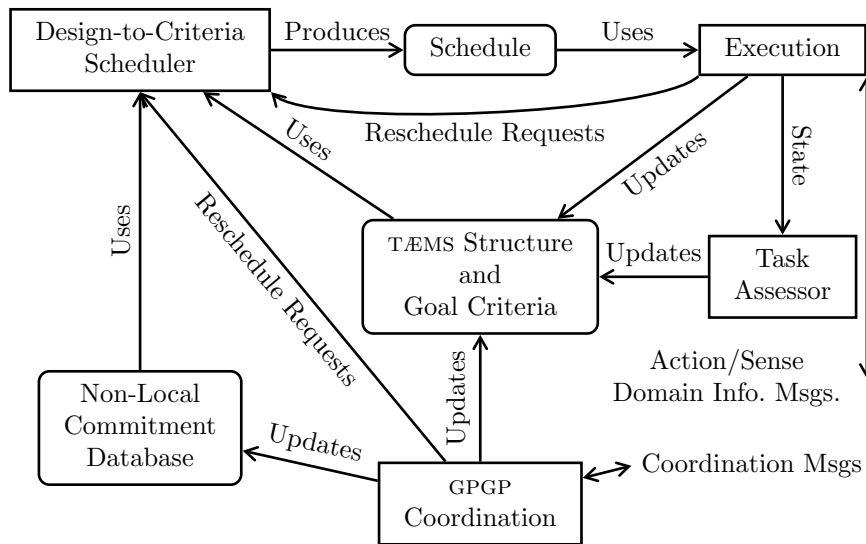 Design-to-Criteria
Scheduler
Produces
Schedule
Uses
Execution
Reschedule Requests
Uses
Updates
State
Uses
Reschedule Requests
TÆMS Structure
and
Goal Criteria
Updates
Task
Assessor
Updates
Action/Sense
Domain Info. Msgs.
Non-Local
Commitment
Database
Updates
GPGP
Coordination
Coordination Msgs